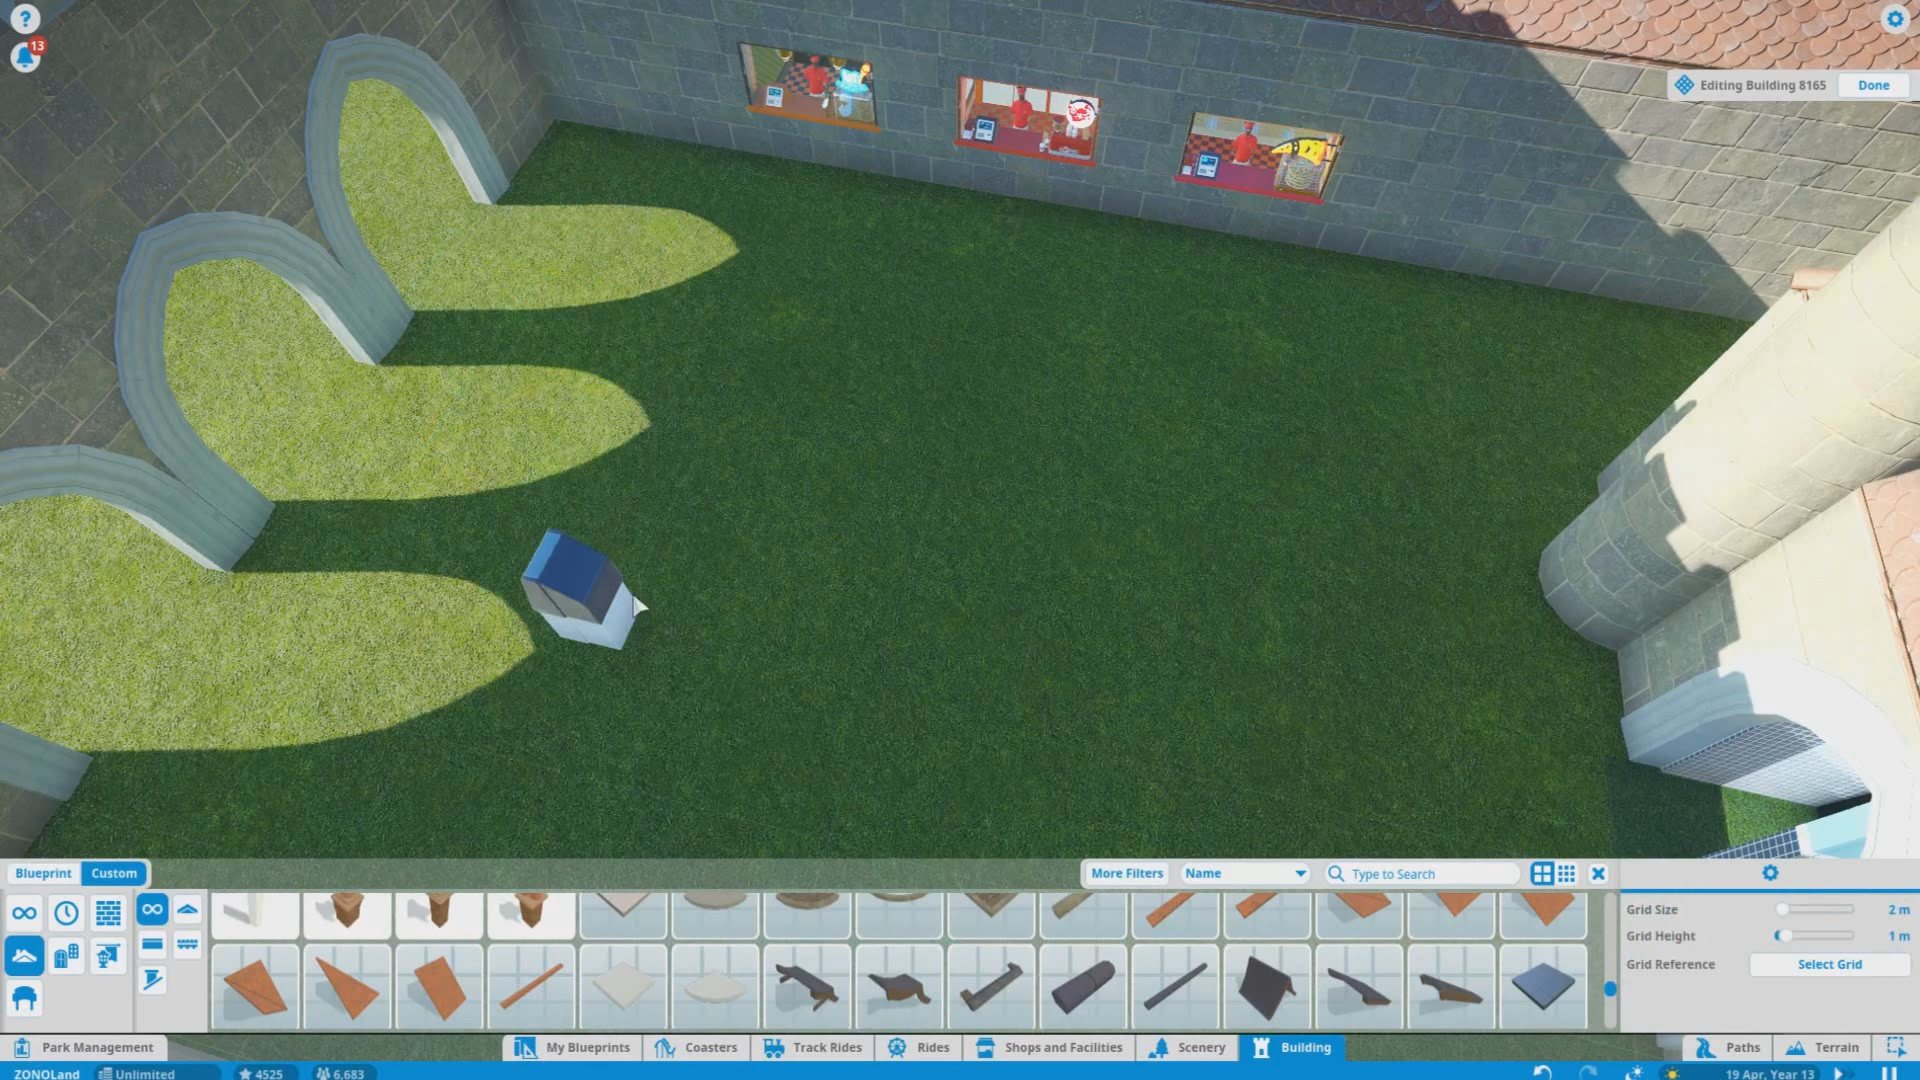 ?
13
Editing Building 8165
Done
Blueprint
Custom
More Filters
Name
Type to Search
Grid Size
2 m
Grid Height
1 m
Grid Reference
Select Grid
Park Management
My Blueprints
Coasters
Track Rides
Rides
Shops and Facilities
Scenery
Building
Paths
Terrain
ZONOLand
Unlimited
4525
6,683
19 Apr, Year 13